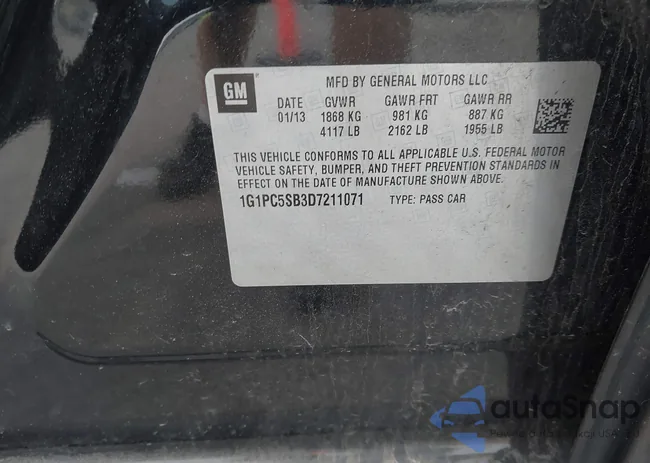 GM
MFD BY GENERAL MOTORS LLC
DATE GVWR GAWR FRT GAWR RR
01/13 1868 KG 981 KG 887 KG
4117 LB 2162 LB 1955 LB
THIS VEHICLE CONFORMS TO ALL APPLICABLE U.S. FEDERAL MOTOR
VEHICLE SAFETY, BUMPER, AND THEFT PREVENTION STANDARDS IN
EFFECT ON THE DATE OF MANUFACTURE SHOWN ABOVE.
1G1PC5SB3D7211071 TYPE: PASS CAR
autoSnap